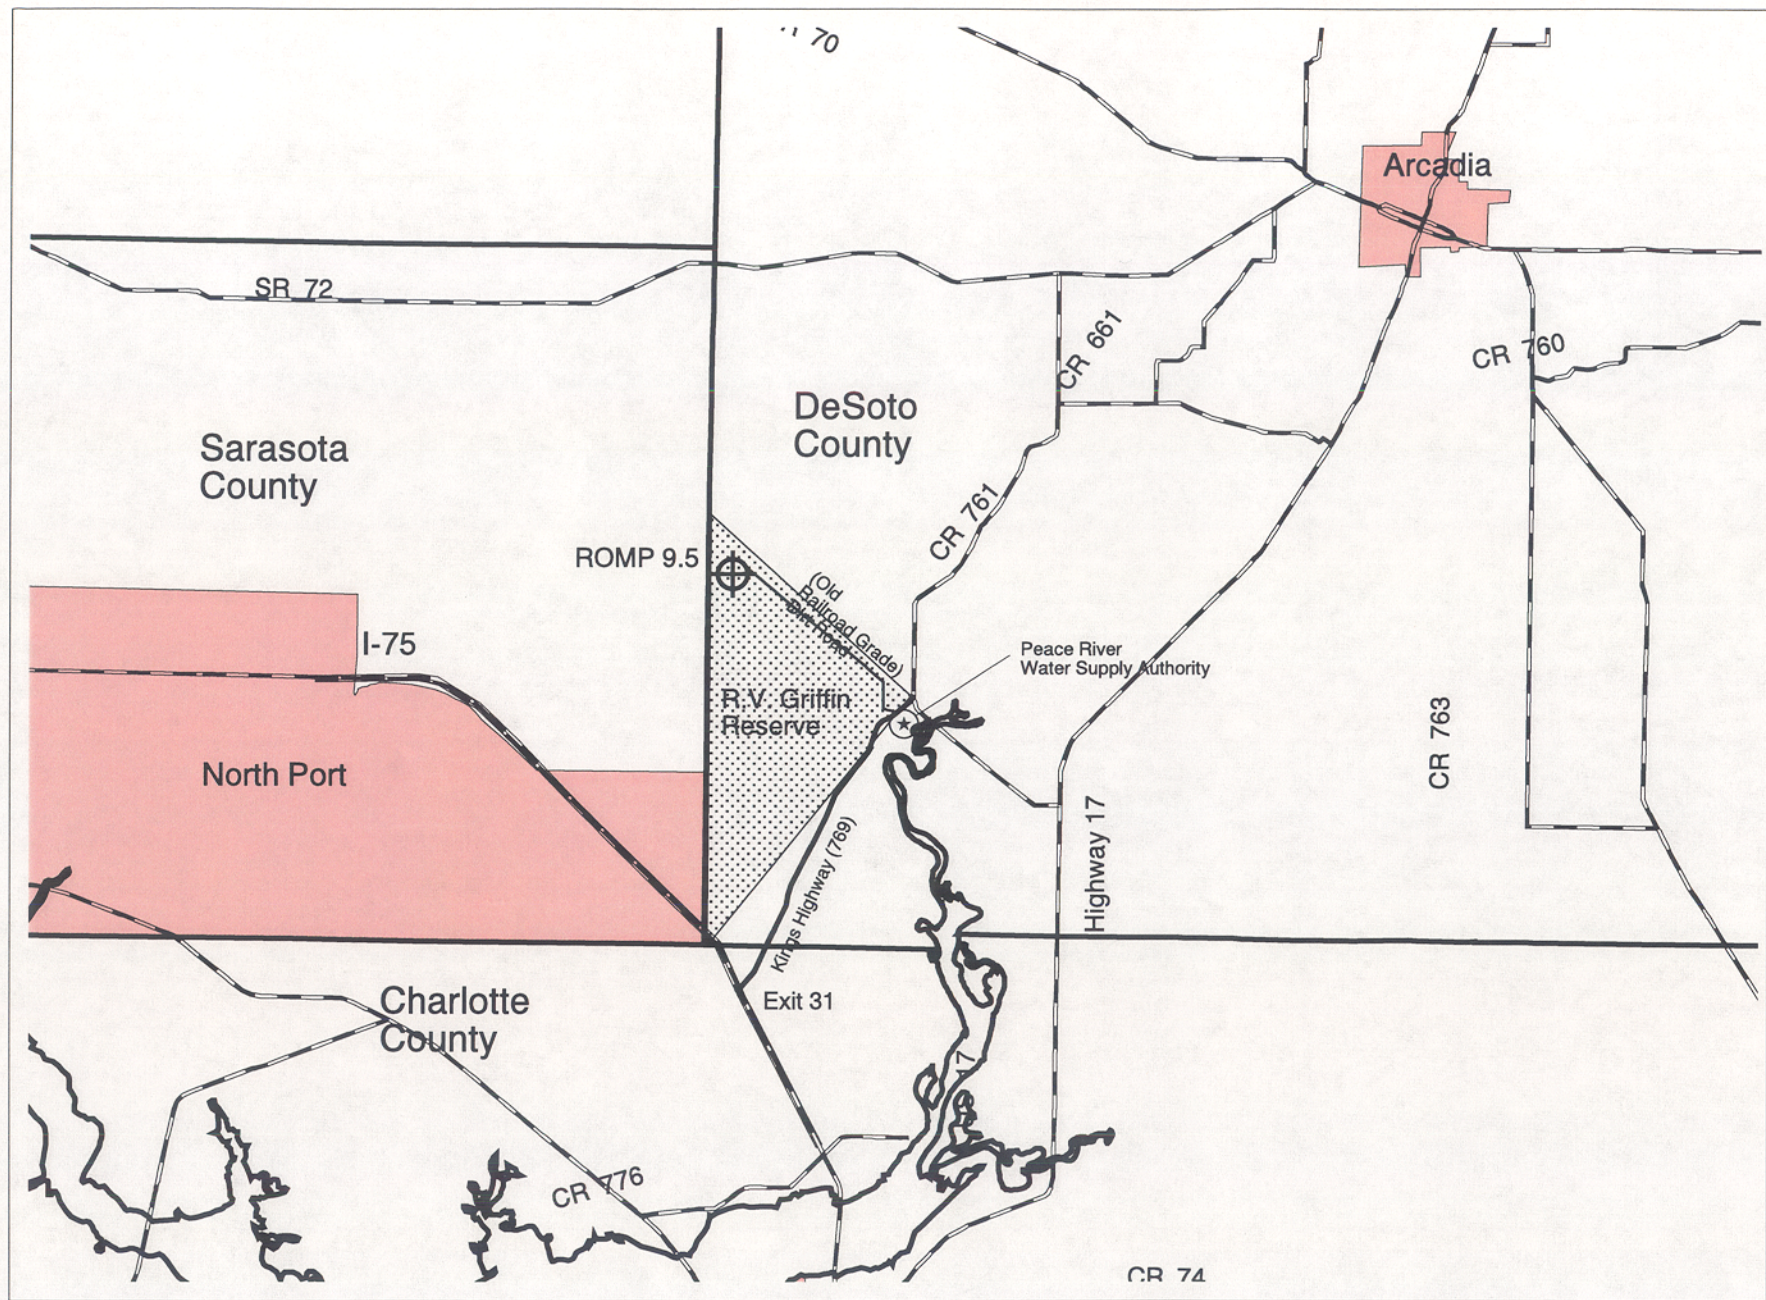 70
Arcadia
SR 72
CR 661
CR 760
DeSoto
County
Sarasota
County
CR 761
ROMP 9.5
(Old
Railroad Grade)
Dirt Road
I-75
Peace River
Water Supply Authority
R.V. Griffin
Reserve
CR 763
North Port
Highway 17
Kings Highway (769)
Charlotte
County
Exit 31
17
CR 776
CR 74